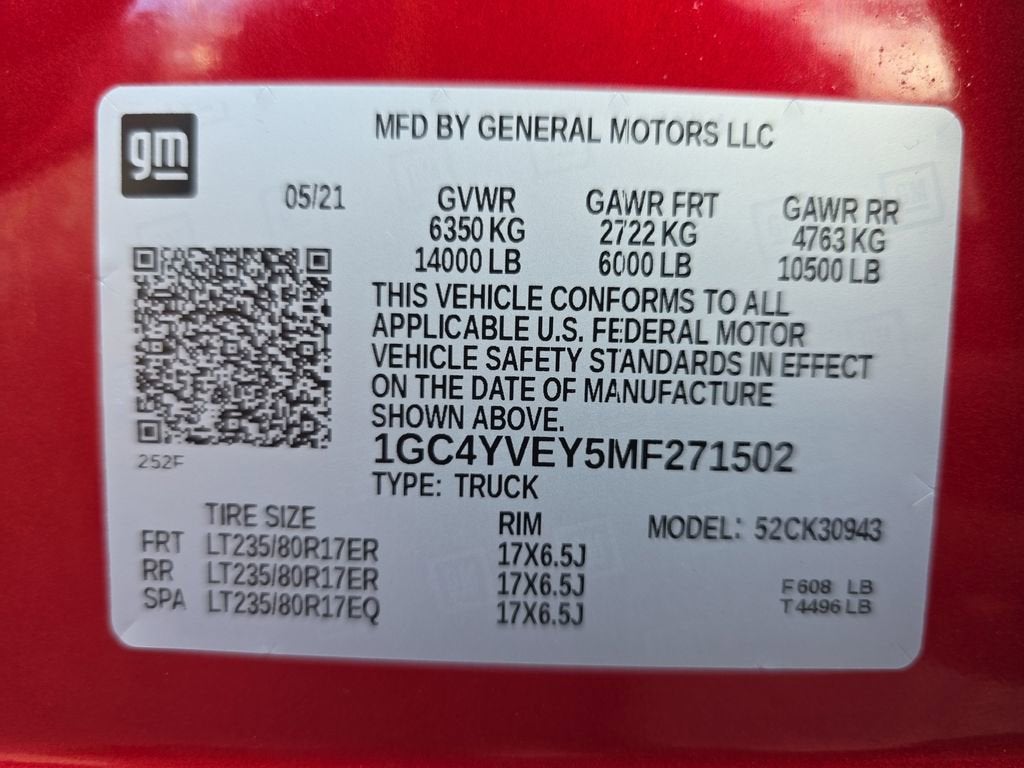 gm
MFD BY GENERAL MOTORS LLC
05/21 GVWR GAWR FRT GAWR RR
6350 KG 2722 KG 4763 KG
14000 LB 6000 LB 10500 LB
THIS VEHICLE CONFORMS TO ALL
APPLICABLE U.S. FEDERAL MOTOR
VEHICLE SAFETY STANDARDS IN EFFECT
ON THE DATE OF MANUFACTURE
SHOWN ABOVE.
252F
1GC4YVEY5MF271502
TYPE: TRUCK
TIRE SIZE RIM MODEL: 52CK30943
FRT LT235/80R17ER 17X6.5J
RR LT235/80R17ER 17X6.5J F608 LB
SPA LT235/80R17EQ 17X6.5J T4496 LB